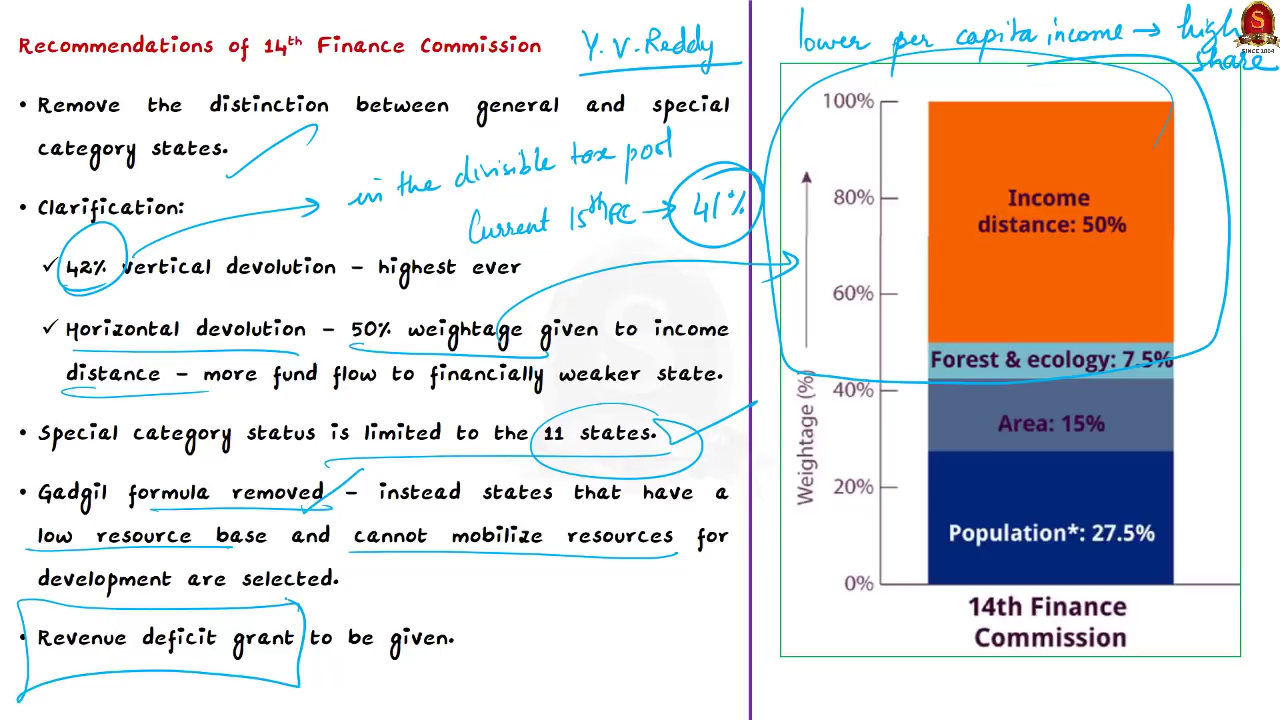 Recommendations of 14th Finance Commission
Y. V. Reddy
• Remove the distinction between general and special
category states.
in the divisible tax pool
• Clarification:
Current 15th FC → 41%
✓ 42% vertical devolution – highest ever
✓ Horizontal devolution – 50% weightage given to income
distance – more fund flow to financially weaker state.
• Special category status is limited to the 11 states.
• Gadgil formula removed – instead states that have a
low resource base and cannot mobilize resources for
development are selected.
• Revenue deficit grant to be given.
lower per capita income → high
share
S
SINCE 2004
100%
80%
60%
40%
20%
0%
Weightage (%)
Income
distance: 50%
Forest & ecology: 7.5%
Area: 15%
Population*: 27.5%
14th Finance
Commission